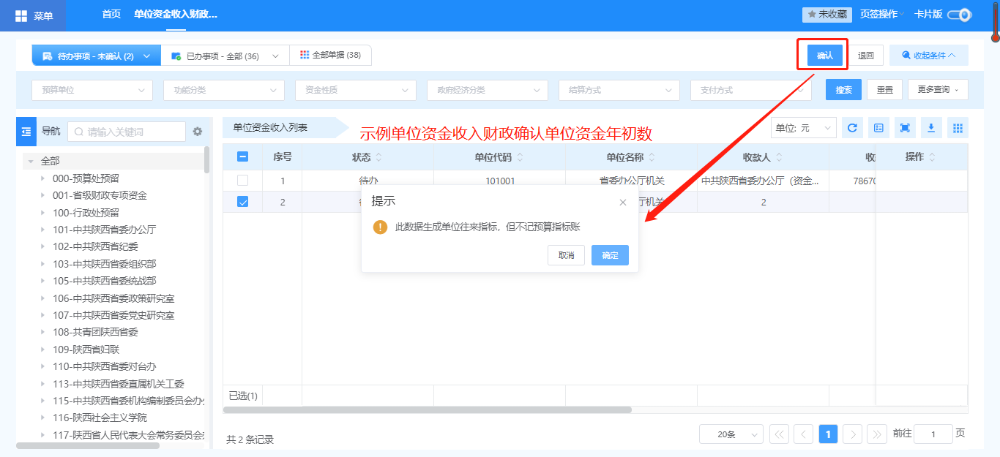 菜单
首页
单位资金收入财政...
未收藏
页签操作
卡片版
待办事项 - 未确认 (2)
已办事项 - 全部 (36)
全部单据 (38)
确认
退回
收起条件
预算单位
功能分类
资金性质
政府经济分类
结算方式
支付方式
搜索
重置
更多查询
导航
请输入关键词
单位资金收入列表
示例单位资金收入财政确认单位资金年初数
单位: 元
全部
000-预算处预留
001-省级财政专项资金
100-行政处预留
101-中共陕西省委办公厅
102-中共陕西省纪委
103-中共陕西省委组织部
105-中共陕西省委统战部
106-中共陕西省委政策研究室
107-中共陕西省委党史研究室
108-共青团陕西省委
109-陕西省妇联
110-中共陕西省委对台办
113-中共陕西省委直属机关工委
115-中共陕西省委机构编制委员会办
116-陕西社会主义学院
117-陕西省人民代表大会常务委员会
序号 状态 单位代码 单位名称 收款人 收 操作
1 待办 101001 省委办公厅机关 中共陕西省委办公厅（资金... 7867
2 厅机关 2
提示
此数据生成单位往来指标，但不记预算指标账
取消
确定
已选(1)
共 2 条记录
20条
1
前往 1 页